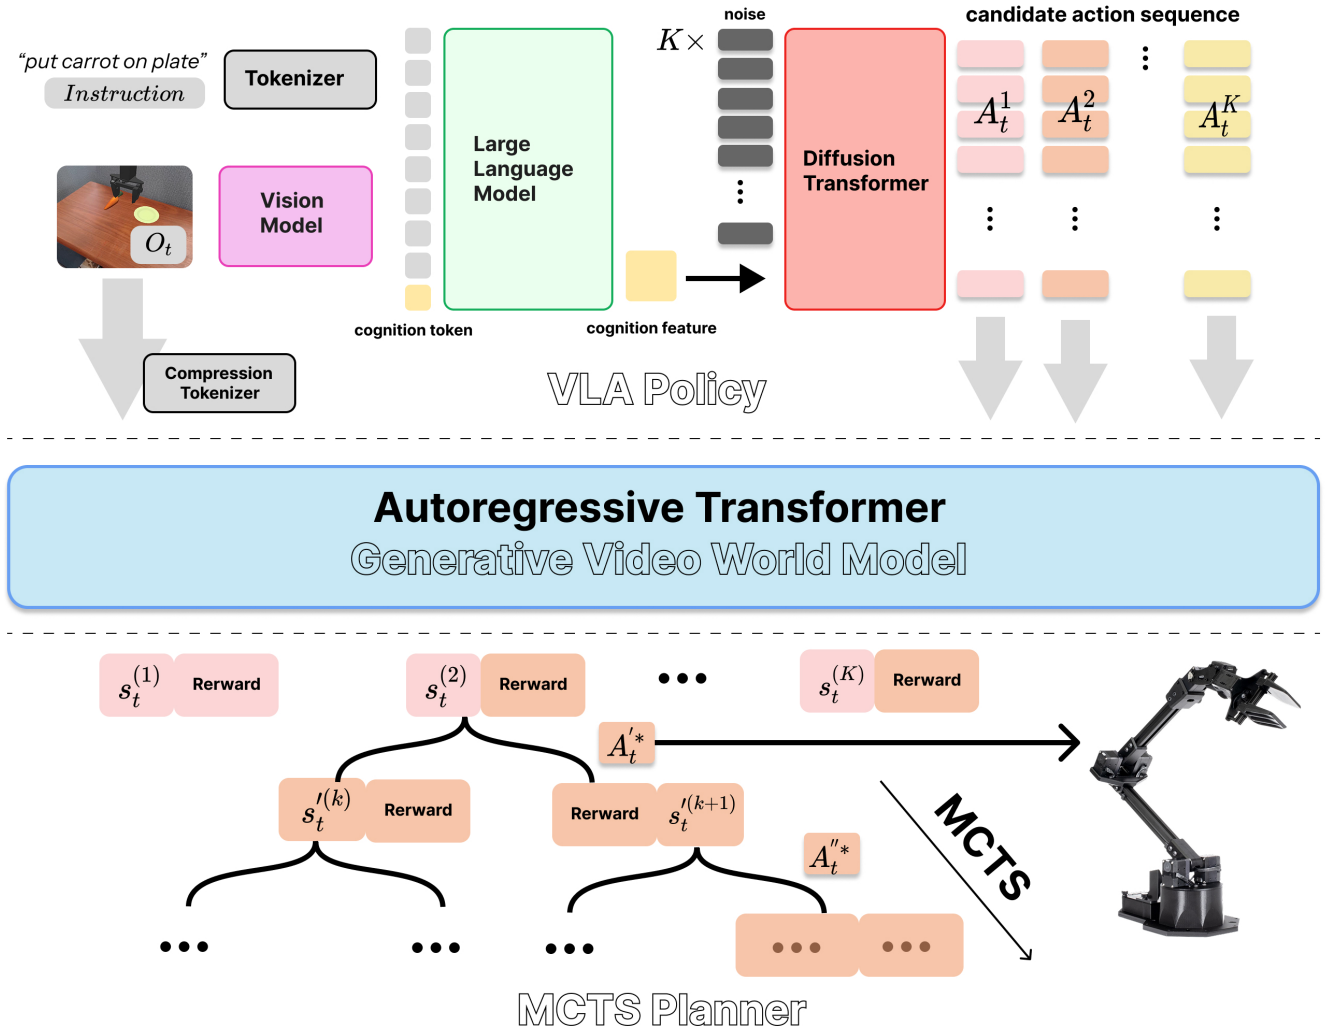 “put carrot on plate”
Instruction
Tokenizer
O_t
Vision
Model
Compression
Tokenizer
cognition token
Large
Language
Model
cognition feature
noise
K×
Diffusion
Transformer
candidate action sequence
A_t^1
A_t^2
A_t^K
VLA Policy
Autoregressive Transformer
Generative Video World Model
s_t^{(1)} Rerward
s_t^{(2)} Rerward
s_t^{(K)} Rerward
A_t^{'*}
s_t^{'(k)} Rerward
Rerward s_t^{'(k+1)}
A_t^{''*}
MCTS
MCTS Planner